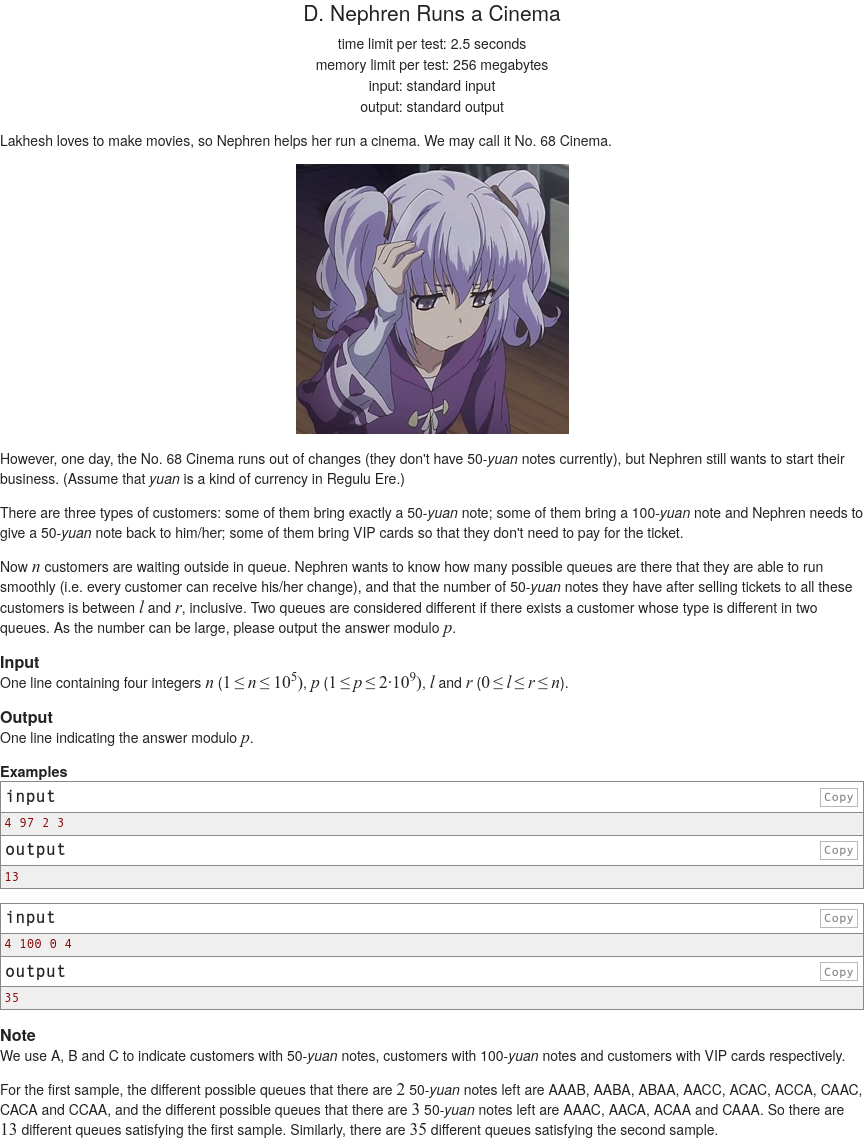 D. Nephren Runs a Cinema
time limit per test: 2.5 seconds
memory limit per test: 256 megabytes
input: standard input
output: standard output
Lakhesh loves to make movies, so Nephren helps her run a cinema. We may call it No. 68 Cinema.
However, one day, the No. 68 Cinema runs out of changes (they don't have 50-yuan notes currently), but Nephren still wants to start their
business. (Assume that yuan is a kind of currency in Regulu Ere.)
There are three types of customers: some of them bring exactly a 50-yuan note; some of them bring a 100-yuan note and Nephren needs to
give a 50-yuan note back to him/her; some of them bring VIP cards so that they don't need to pay for the ticket.
Now n customers are waiting outside in queue. Nephren wants to know how many possible queues are there that they are able to run
smoothly (i.e. every customer can receive his/her change), and that the number of 50-yuan notes they have after selling tickets to all these
customers is between l and r, inclusive. Two queues are considered different if there exists a customer whose type is different in two
queues. As the number can be large, please output the answer modulo p.
Input
One line containing four integers n (1 ≤ n ≤ 10^5), p (1 ≤ p ≤ 2·10^9), l and r (0 ≤ l ≤ r ≤ n).
Output
One line indicating the answer modulo p.
Examples
input Copy
4 97 2 3
output Copy
13
input Copy
4 100 0 4
output Copy
35
Note
We use A, B and C to indicate customers with 50-yuan notes, customers with 100-yuan notes and customers with VIP cards respectively.
For the first sample, the different possible queues that there are 2 50-yuan notes left are AAAB, AABA, ABAA, AACC, ACAC, ACCA, CAAC,
CACA and CCAA, and the different possible queues that there are 3 50-yuan notes left are AAAC, AACA, ACAA and CAAA. So there are
13 different queues satisfying the first sample. Similarly, there are 35 different queues satisfying the second sample.